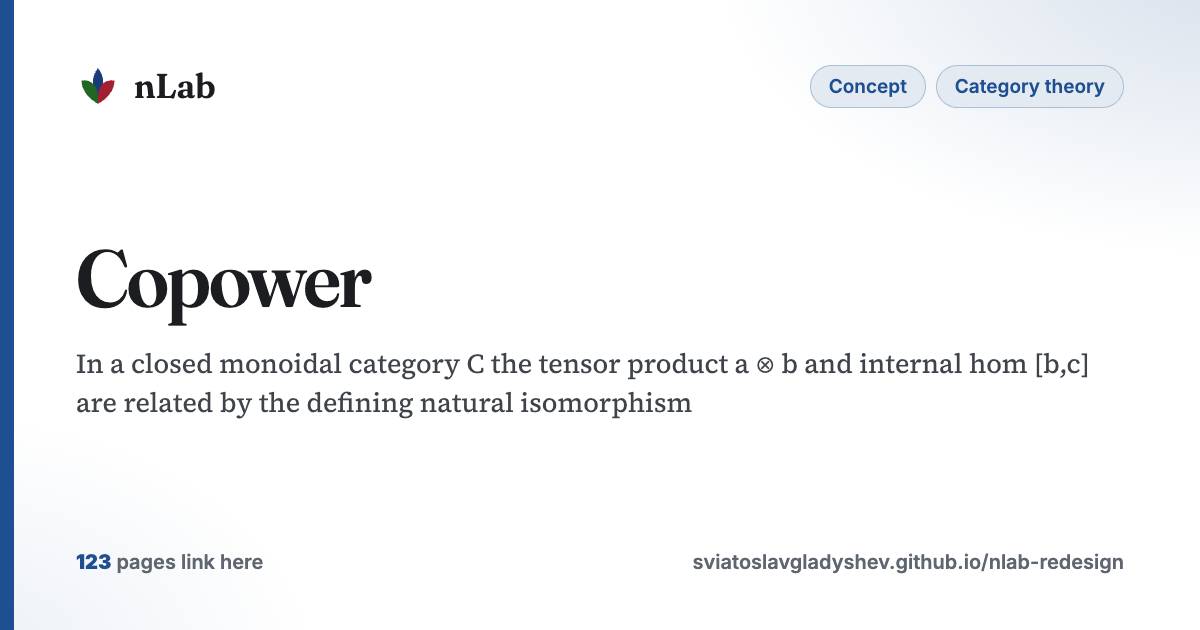 nLab
Concept
Category theory
Copower
In a closed monoidal category C the tensor product a ⊗ b and internal hom [b,c]
are related by the defining natural isomorphism
123 pages link here
sviatoslavgladyshev.github.io/nlab-redesign